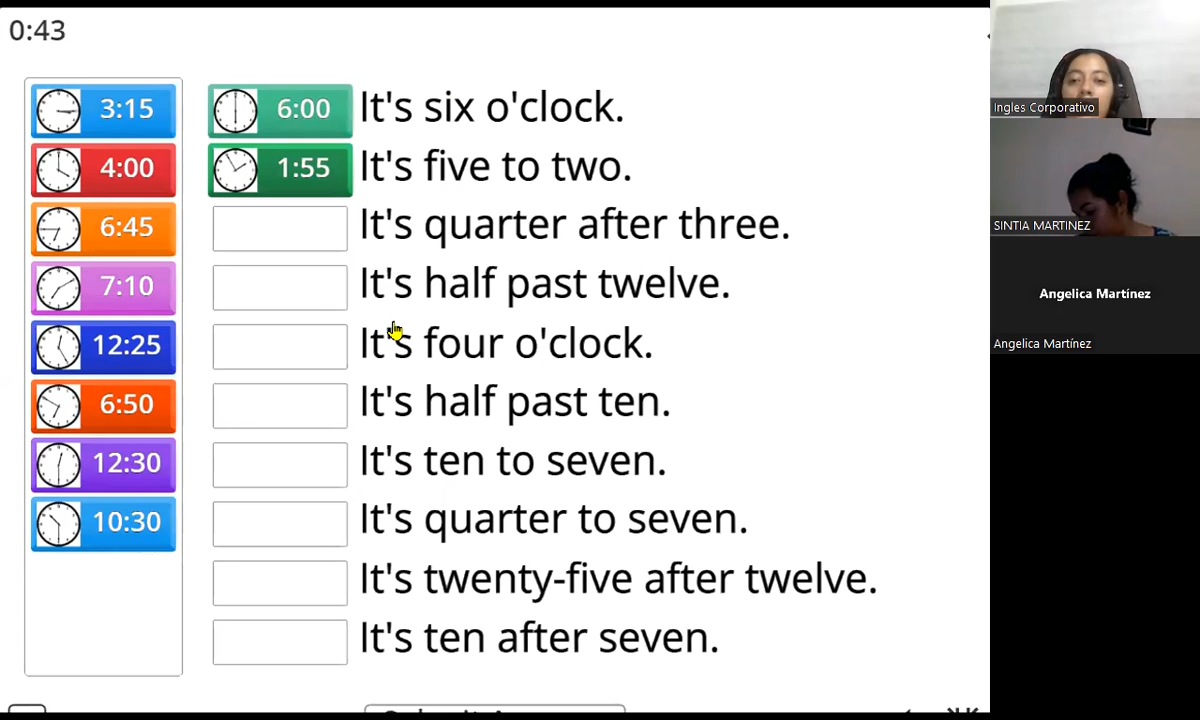 0:43
3:15
4:00
6:45
7:10
12:25
6:50
12:30
10:30
6:00 It's six o'clock.
1:55 It's five to two.
It's quarter after three.
It's half past twelve.
It's four o'clock.
It's half past ten.
It's ten to seven.
It's quarter to seven.
It's twenty-five after twelve.
It's ten after seven.
Ingles Corporativo
SINTIA MARTINEZ
Angelica Martínez
Angelica Martínez